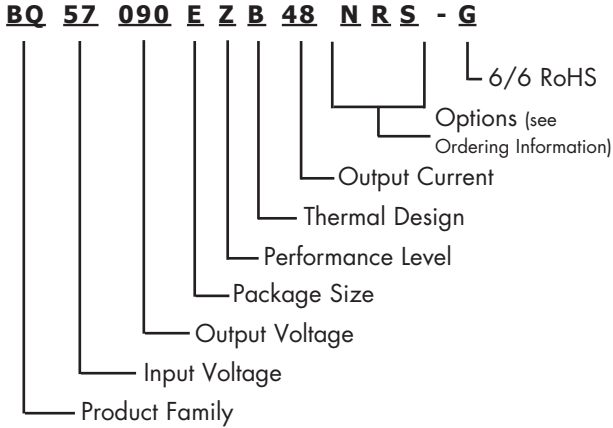 BQ 57 090 E Z B 48 N R S - G
6/6 RoHS
Options (see
Ordering Information)
Output Current
Thermal Design
Performance Level
Package Size
Output Voltage
Input Voltage
Product Family